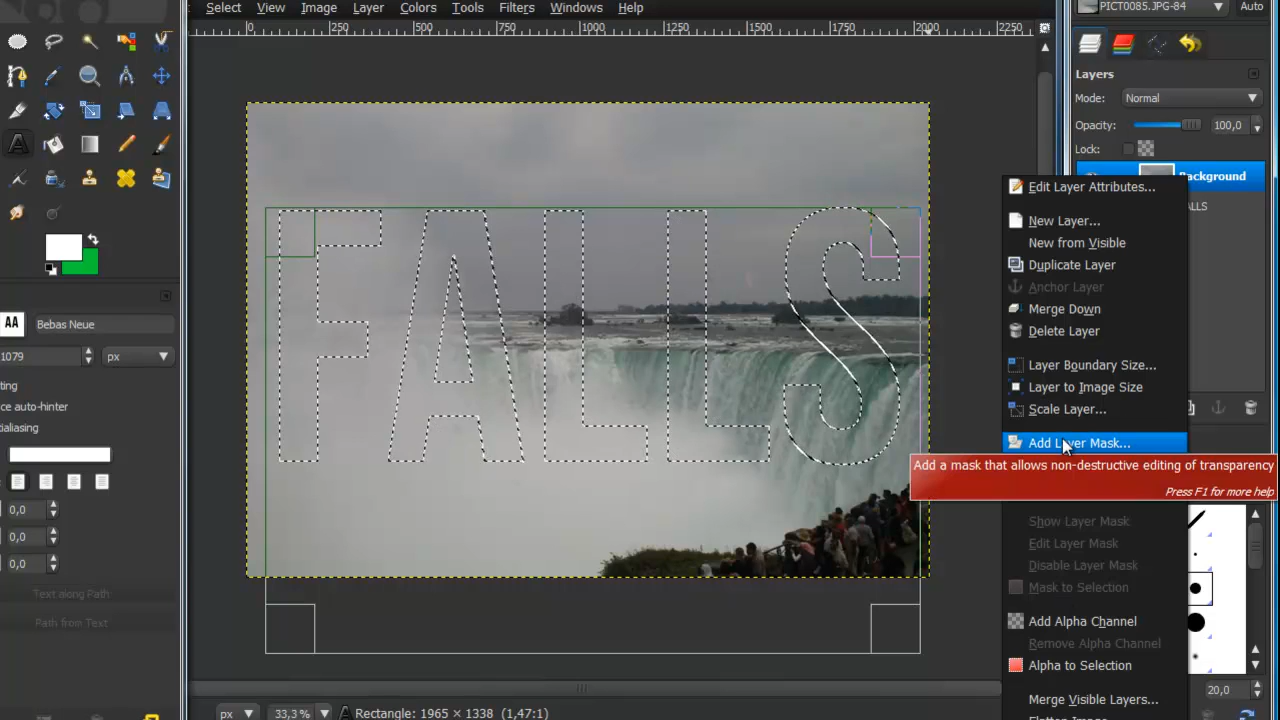 Select View Image Layer Colors Tools Filters Windows Help
PICT0085.JPG-84
Auto
0 250 500 750 1000 1250 1500 1750 2000 2250
Layers
Mode: Normal
Opacity: 100,0
Lock:
Background
ALLS
Edit Layer Attributes...
New Layer...
New from Visible
Duplicate Layer
Anchor Layer
Merge Down
Delete Layer
Layer Boundary Size...
Layer to Image Size
Scale Layer...
Add Layer Mask...
Add a mask that allows non-destructive editing of transparency
Press F1 for more help
Show Layer Mask
Edit Layer Mask
Disable Layer Mask
Mask to Selection
Add Alpha Channel
Remove Alpha Channel
Alpha to Selection
Merge Visible Layers...
Flatten Image
20,0
FALLS
A
AA
Bebas Neue
1079 px
ting
ce auto-hinter
tialiasing
0,0
0,0
0,0
Text along Path
Path from Text
px 33,3% A Rectangle: 1965 × 1338 (1,47:1)